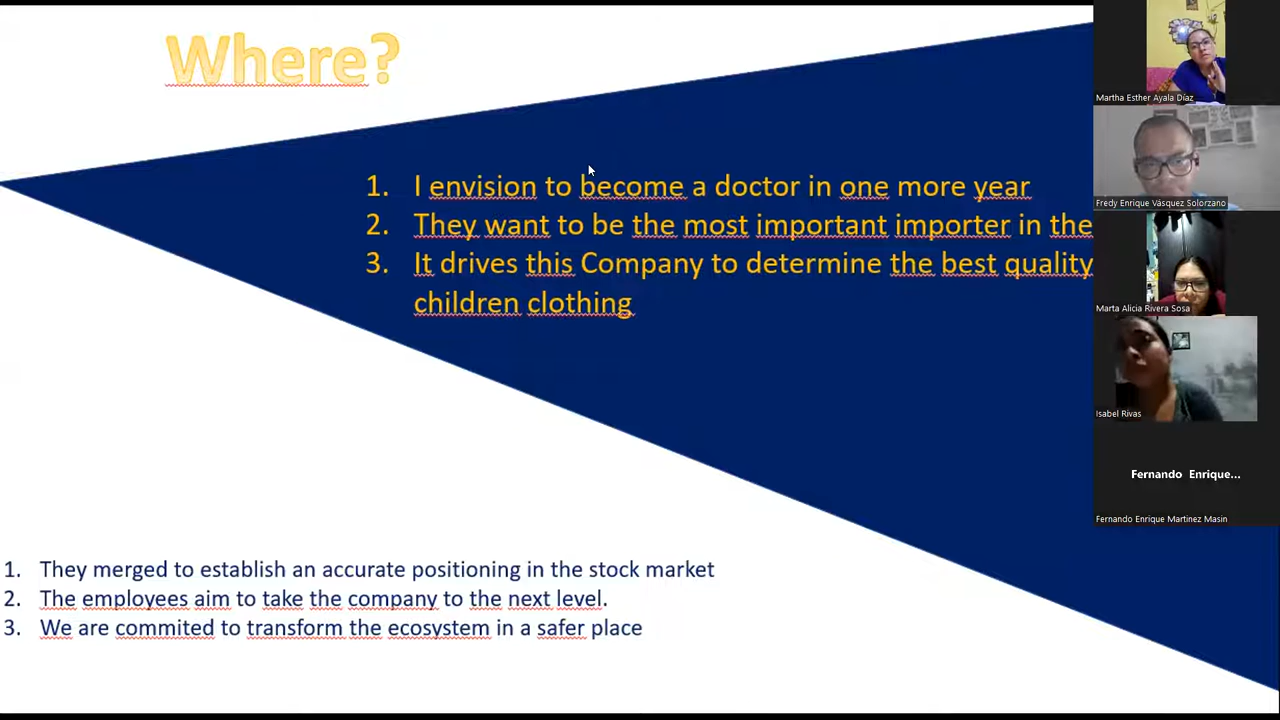 Where?
1. I envision to become a doctor in one more year
2. They want to be the most important importer in the
3. It drives this Company to determine the best quality
children clothing
1. They merged to establish an accurate positioning in the stock market
2. The employees aim to take the company to the next level.
3. We are commited to transform the ecosystem in a safer place
Martha Esther Ayala Díaz
Fredy Enrique Vásquez Solorzano
Marta Alicia Rivera Sosa
Isabel Rivas
Fernando Enrique...
Fernando Enrique Martinez Masin